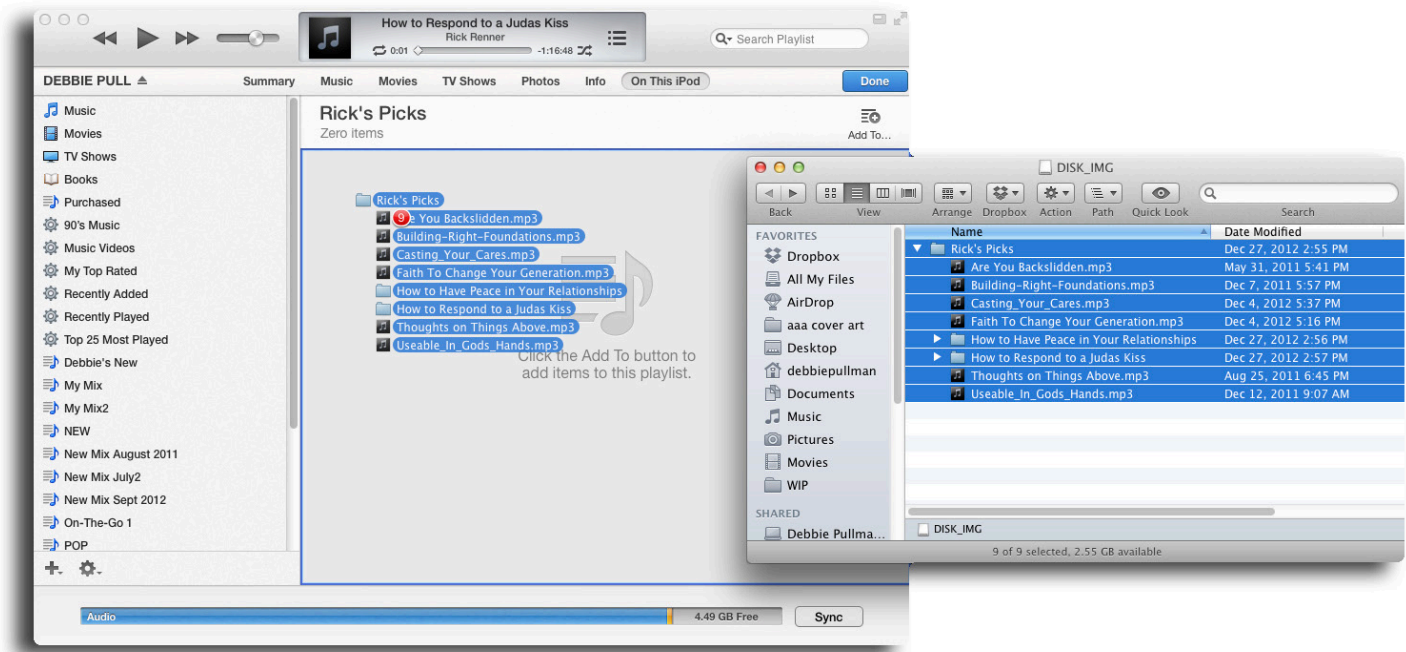 How to Respond to a Judas Kiss
Rick Renner
0:01 -1:16:48
Search Playlist
DEBBIE PULL Summary Music Movies TV Shows Photos Info On This iPod Done
Music
Movies
TV Shows
Books
Purchased
90's Music
Music Videos
My Top Rated
Recently Added
Recently Played
Top 25 Most Played
Debbie's New
My Mix
My Mix2
NEW
New Mix August 2011
New Mix July2
New Mix Sept 2012
On-The-Go 1
POP
Rick's Picks
Zero items
Add To...
Rick's Picks
9 e You Backslidden.mp3
Building-Right-Foundations.mp3
Casting_Your_Cares.mp3
Faith To Change Your Generation.mp3
How to Have Peace in Your Relationships
How to Respond to a Judas Kiss
Thoughts on Things Above.mp3
Useable_In_Gods_Hands.mp3
Click the Add To button to
add items to this playlist.
Audio 4.49 GB Free Sync
DISK_IMG
Back View Arrange Dropbox Action Path Quick Look Search
FAVORITES
Dropbox
All My Files
AirDrop
aaa cover art
Desktop
debbiepullman
Documents
Music
Pictures
Movies
WIP
SHARED
Debbie Pullma...
Name Date Modified
Rick's Picks Dec 27, 2012 2:55 PM
Are You Backslidden.mp3 May 31, 2011 5:41 PM
Building-Right-Foundations.mp3 Dec 7, 2011 5:57 PM
Casting_Your_Cares.mp3 Dec 4, 2012 5:37 PM
Faith To Change Your Generation.mp3 Dec 4, 2012 5:16 PM
How to Have Peace in Your Relationships Dec 27, 2012 2:56 PM
How to Respond to a Judas Kiss Dec 27, 2012 2:57 PM
Thoughts on Things Above.mp3 Aug 25, 2011 6:45 PM
Useable_In_Gods_Hands.mp3 Dec 12, 2011 9:07 AM
DISK_IMG
9 of 9 selected, 2.55 GB available